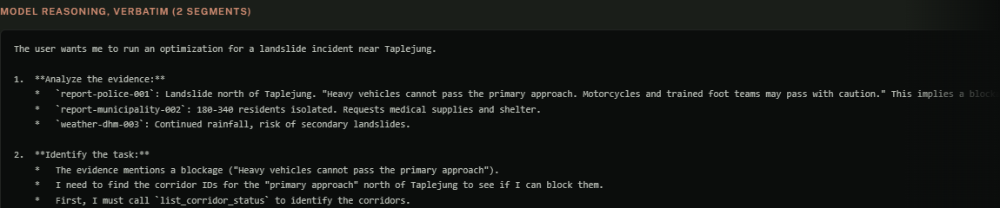 MODEL REASONING, VERBATIM (2 SEGMENTS)
The user wants me to run an optimization for a landslide incident near Taplejung.
1.  **Analyze the evidence:**
*   `report-police-001`: Landslide north of Taplejung. "Heavy vehicles cannot pass the primary approach. Motorcycles and trained foot teams may pass with caution." This implies a block
*   `report-municipality-002`: 180-340 residents isolated. Requests medical supplies and shelter.
*   `weather-dhm-003`: Continued rainfall, risk of secondary landslides.
2.  **Identify the task:**
*   The evidence mentions a blockage ("Heavy vehicles cannot pass the primary approach").
*   I need to find the corridor IDs for the "primary approach" north of Taplejung to see if I can block them.
*   First, I must call `list_corridor_status` to identify the corridors.